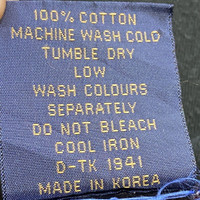 100% COTTON
MACHINE WASH COLD
TUMBLE DRY
LOW
WASH COLOURS
SEPARATELY
DO NOT BLEACH
COOL IRON
D-TK 1941
MADE IN KOREA